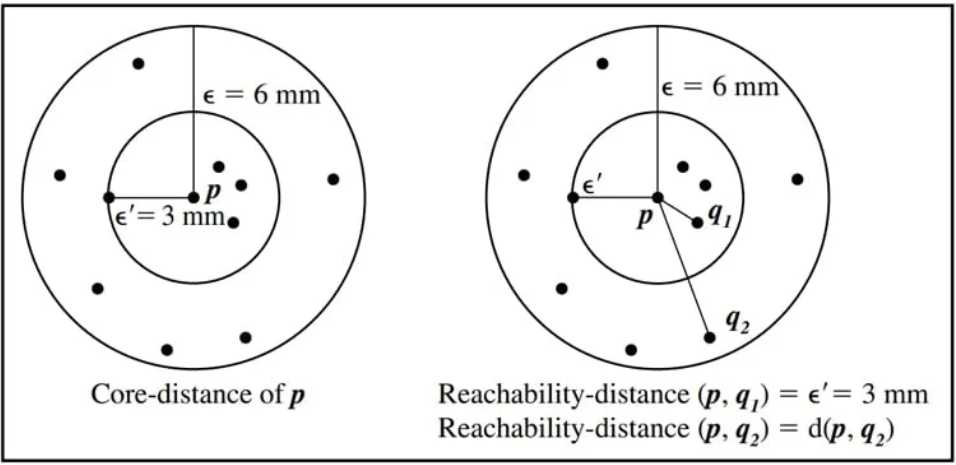 ϵ = 6 mm
p
ϵ′= 3 mm
Core-distance of p
ϵ = 6 mm
ϵ′
p
q₁
q₂
Reachability-distance (p, q₁) = ϵ′= 3 mm
Reachability-distance (p, q₂) = d(p, q₂)